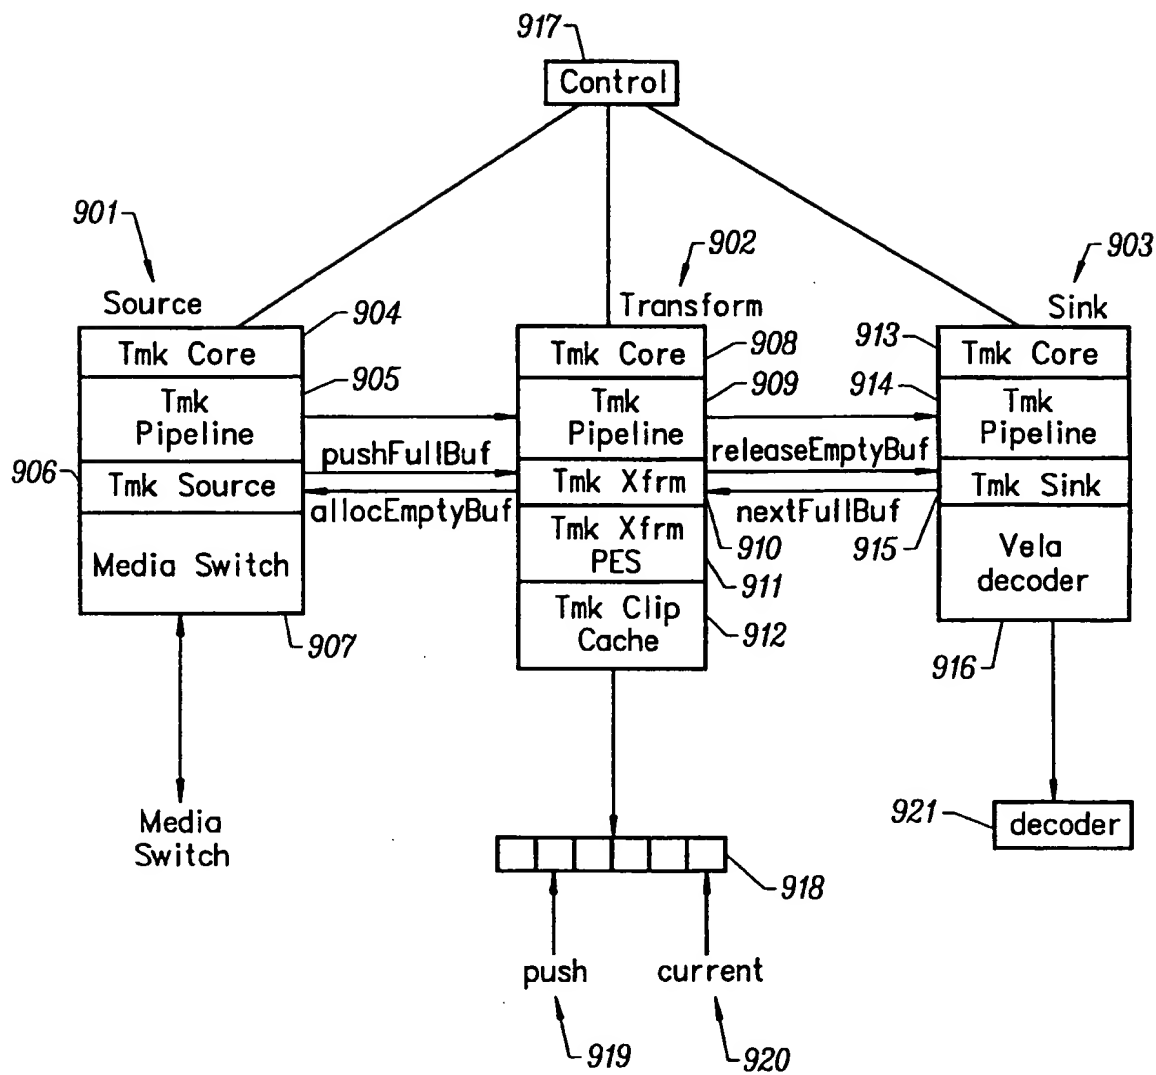 917
Control
901
902
903
Source
Transform
Sink
904
908
913
Tmk Core
Tmk Core
Tmk Core
905
909
914
Tmk
Pipeline
Tmk
Pipeline
Tmk
Pipeline
906
pushFullBuf
releaseEmptyBuf
Tmk Source
Tmk Xfrm
Tmk Sink
allocEmptyBuf
nextFullBuf
910
915
Media Switch
Tmk Xfrm
PES
Vela
decoder
911
Tmk Clip
Cache
912
907
916
Media
Switch
921
decoder
918
push
current
919
920